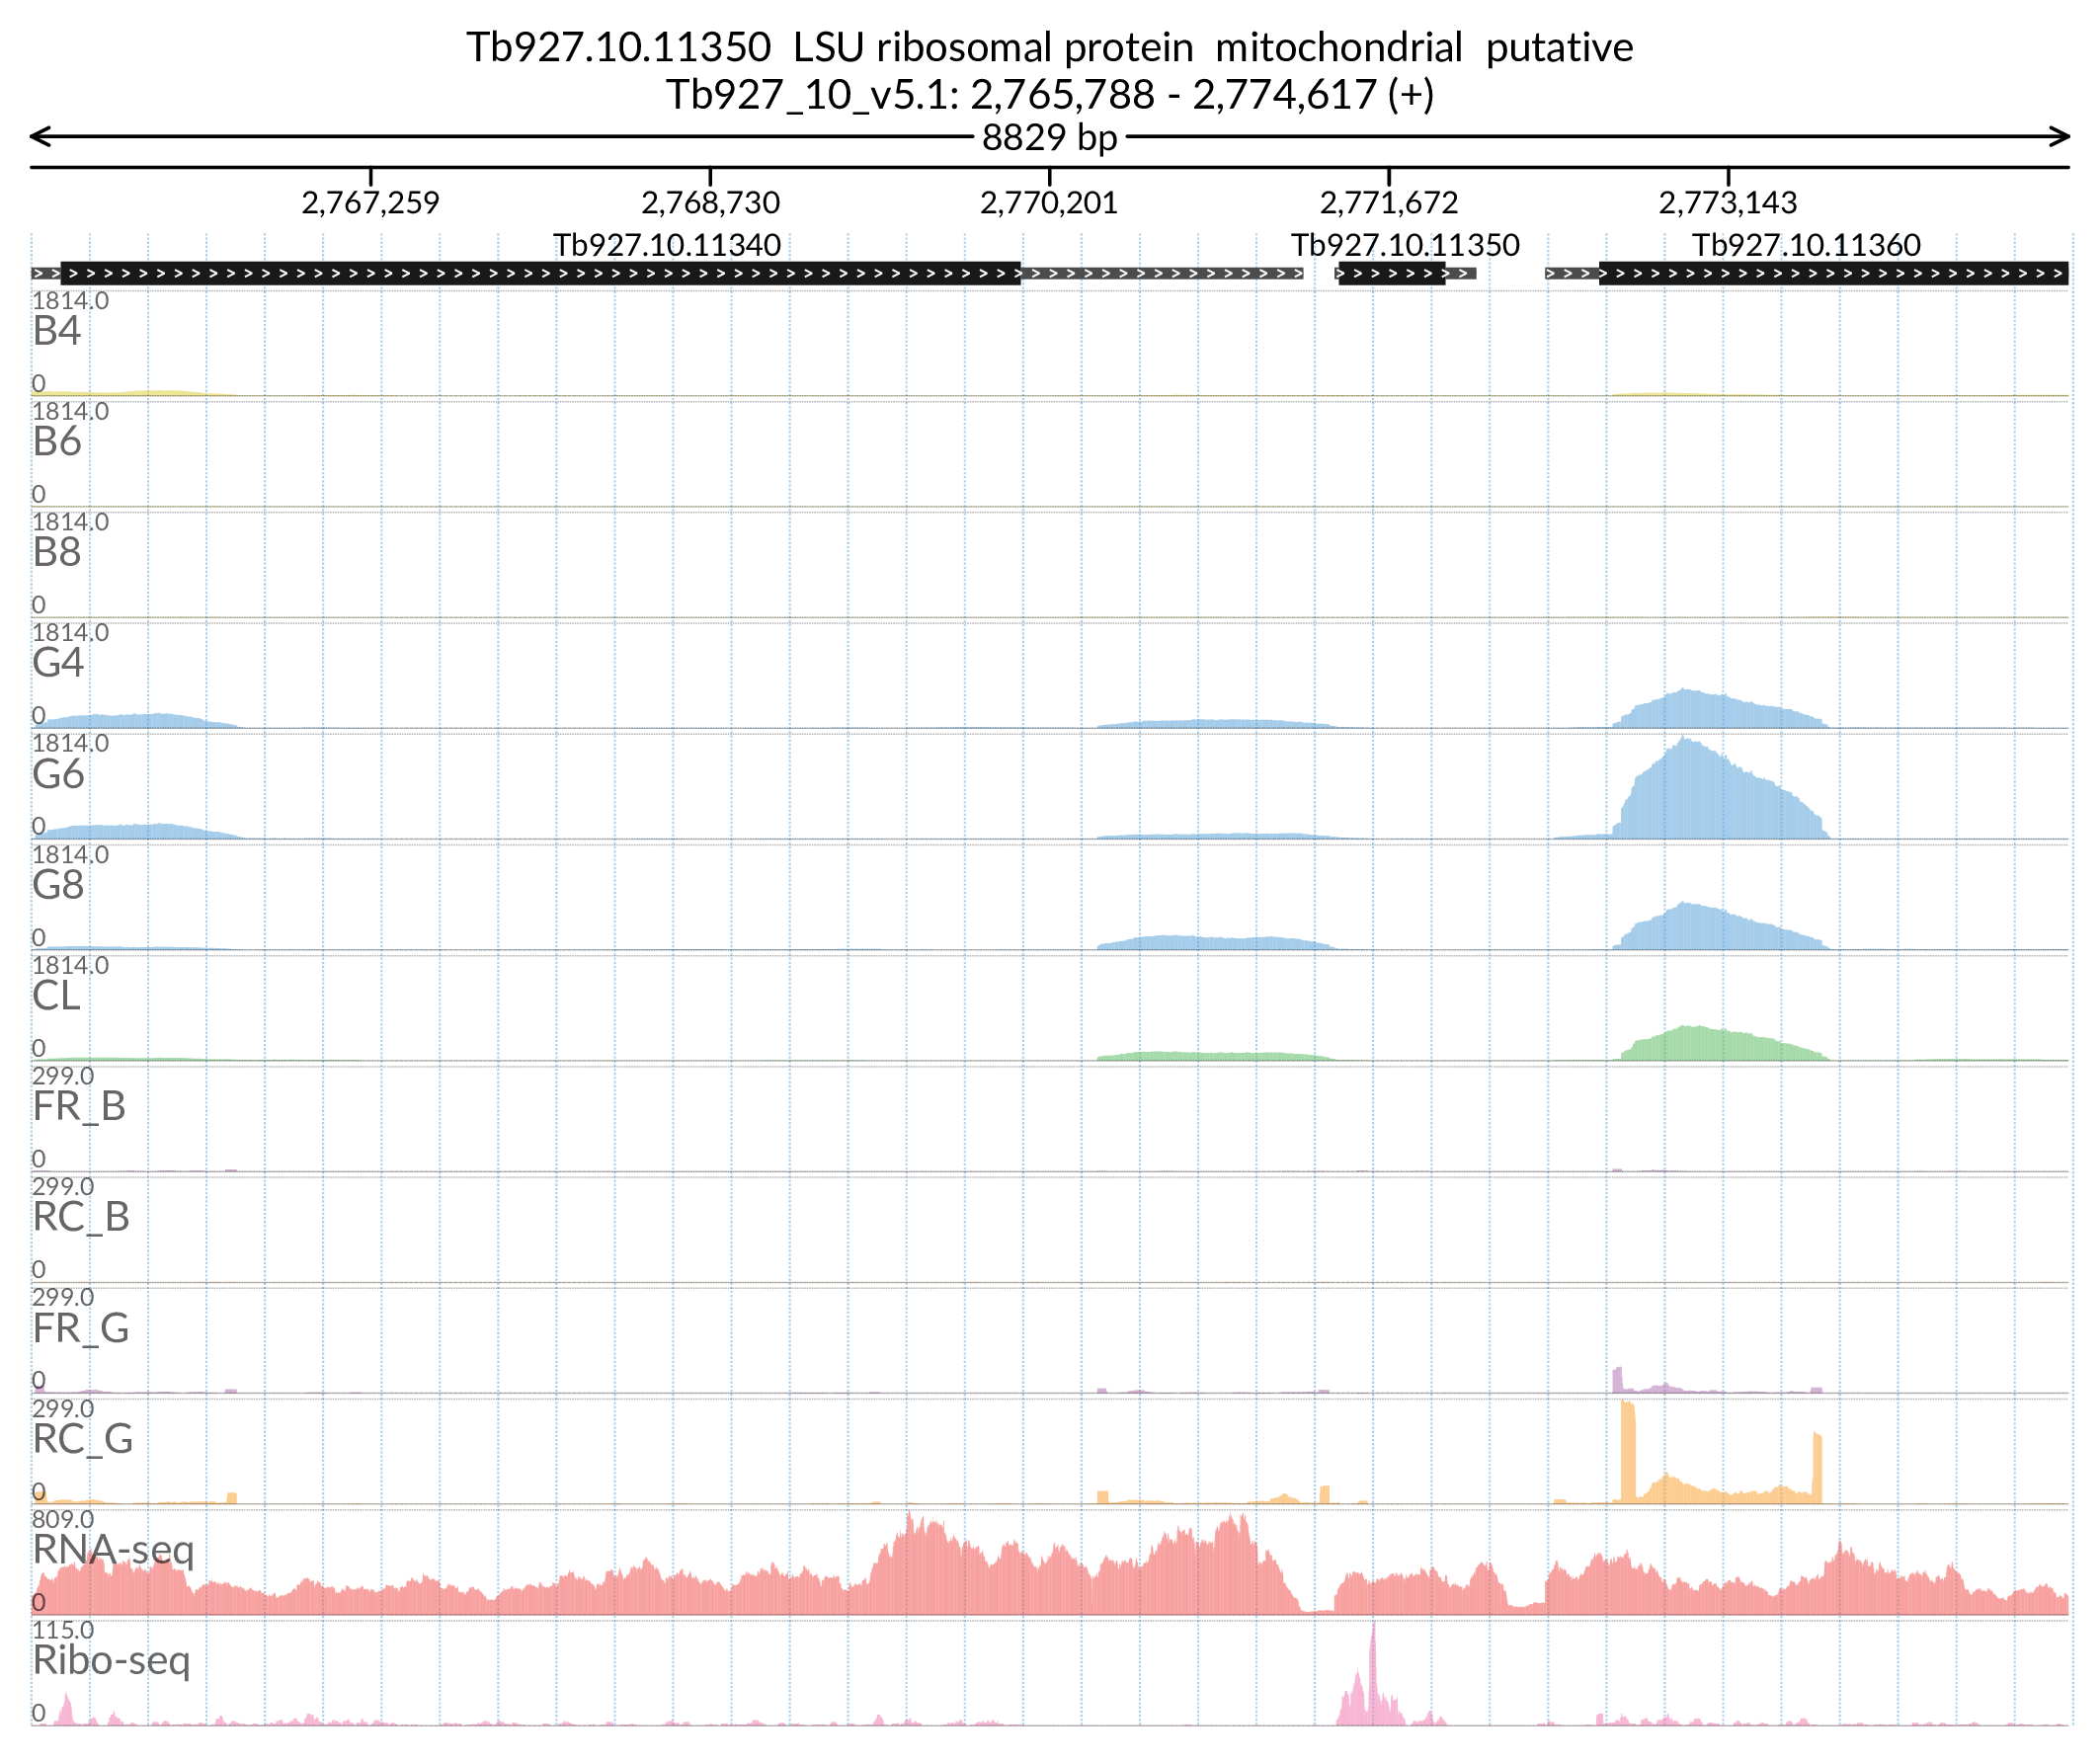 Tb927.10.11350 LSU ribosomal protein mitochondrial putative
Tb927_10_v5.1: 2,765,788 - 2,774,617 (+)
8829 bp
2,767,259 2,768,730 2,770,201 2,771,672 2,773,143
Tb927.10.11340 Tb927.10.11350 Tb927.10.11360
1814.0
B4
0
1814.0
B6
0
1814.0
B8
0
1814.0
G4
0
1814.0
G6
0
1814.0
G8
0
1814.0
CL
0
299.0
FR_B
0
299.0
RC_B
0
299.0
FR_G
0
299.0
RC_G
0
809.0
RNA-seq
0
115.0
Ribo-seq
0